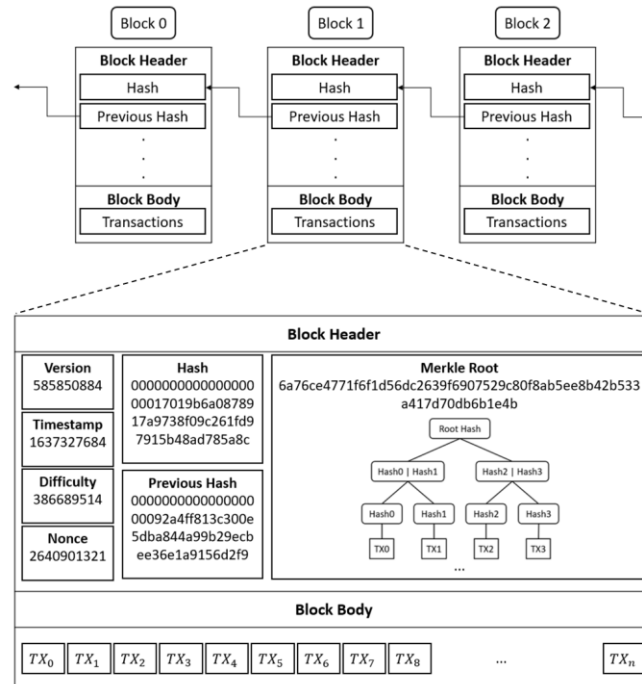 Block 0
Block 1
Block 2
Block Header
Block Header
Block Header
Hash
Hash
Hash
Previous Hash
Previous Hash
Previous Hash
.
.
.
.
.
.
.
.
.
Block Body
Block Body
Block Body
Transactions
Transactions
Transactions
Block Header
Version
585850884
Timestamp
1637327684
Difficulty
386689514
Nonce
2640901321
Hash
0000000000000000
00017019b6a08789
17a9738f09c261fd9
7915b48ad785a8c
Previous Hash
0000000000000000
00092a4ff813c300e
5dba844a99b29ecb
ee36e1a9156d2f9
Merkle Root
6a76ce4771f6f1d56dc2639f6907529c80f8ab5ee8b42b533
a417d70db6b1e4b
Root Hash
Hash0 | Hash1
Hash2 | Hash3
Hash0
Hash1
Hash2
Hash3
TX0
TX1
TX2
TX3
...
Block Body
TX₀ TX₁ TX₂ TX₃ TX₄ TX₅ TX₆ TX₇ TX₈ ... TXₙ